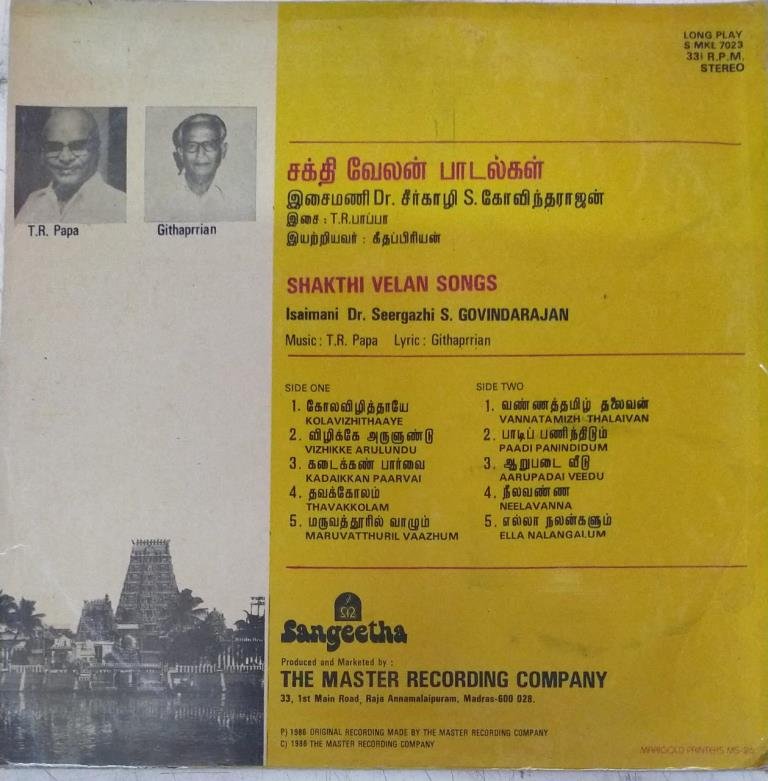 LONG PLAY
S MKL 7023
33⅓ R.P.M.
STEREO
T.R. Papa
Githaprrian
சக்தி வேலன் பாடல்கள்
இசைமணி Dr. சீர்காழி S. கோவிந்தராஜன்
இசை : T.R.பாப்பா
இயற்றியவர் : கீதப்பிரியன்
SHAKTHI VELAN SONGS
Isaimani Dr. Seergazhi S. GOVINDARAJAN
Music : T.R. Papa Lyric : Githaprrian
SIDE ONE
1. கோலவிழித்தாயே
KOLAVIZHITHAAYE
2. விழிக்கே அருளுண்டு
VIZHIKKE ARULUNDU
3. கடைக்கண் பார்வை
KADAIKKAN PAARVAI
4. தவக்கோலம்
THAVAKKOLAM
5. மருவத்தூரில் வாழும்
MARUVATTHURIL VAAZHUM
SIDE TWO
1. வண்ணத்தமிழ் தலைவன்
VANNATAMIZH THALAIVAN
2. பாடிப் பணிந்திடும்
PAADI PANINDIDUM
3. ஆறுபடை வீடு
AARUPADAI VEEDU
4. நீலவண்ண
NEELAVANNA
5. எல்லா நலன்களும்
ELLA NALANGALUM
Sangeetha
Produced and Marketed by :
THE MASTER RECORDING COMPANY
33, 1st Main Road, Raja Annamalaipuram, Madras-600 028.
P) 1986 ORIGINAL RECORDING MADE BY THE MASTER RECORDING COMPANY
C) 1986 THE MASTER RECORDING COMPANY
MARIGOLD PRINTERS MS-26